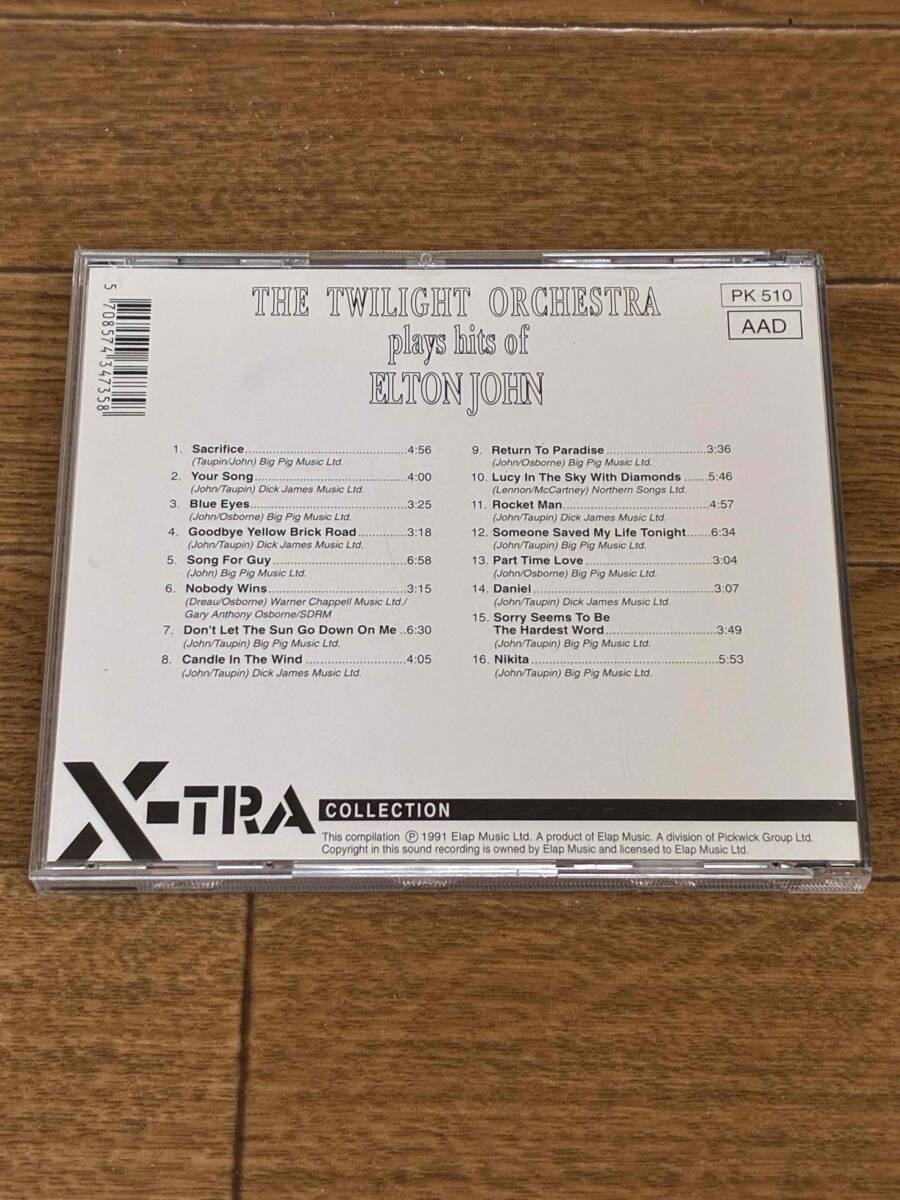 THE TWILIGHT ORCHESTRA
plays hits of
ELTON JOHN
PK 510
AAD
5 708574 347358
1. Sacrifice..............................................4:56
(Taupin/John) Big Pig Music Ltd.
2. Your Song............................................4:00
(John/Taupin) Dick James Music Ltd.
3. Blue Eyes.............................................3:25
(John/Osborne) Big Pig Music Ltd.
4. Goodbye Yellow Brick Road..............3:18
(John/Taupin) Dick James Music Ltd.
5. Song For Guy......................................6:58
(John) Big Pig Music Ltd.
6. Nobody Wins........................................3:15
(Dreau/Osborne) Warner Chappell Music Ltd./
Gary Anthony Osborne/SDRM
7. Don't Let The Sun Go Down On Me ..6:30
(John/Taupin) Big Pig Music Ltd.
8. Candle In The Wind .............................4:05
(John/Taupin) Dick James Music Ltd.
9. Return To Paradise............................3:36
(John/Osborne) Big Pig Music Ltd.
10. Lucy In The Sky With Diamonds ......5:46
(Lennon/McCartney) Northern Songs Ltd.
11. Rocket Man..........................................4:57
(John/Taupin) Dick James Music Ltd.
12. Someone Saved My Life Tonight......6:34
(John/Taupin) Big Pig Music Ltd.
13. Part Time Love....................................3:04
(John/Osborne) Big Pig Music Ltd.
14. Daniel...................................................3:07
(John/Taupin) Dick James Music Ltd.
15. Sorry Seems To Be
The Hardest Word...............................3:49
(John/Taupin) Big Pig Music Ltd.
16. Nikita....................................................5:53
(John/Taupin) Big Pig Music Ltd.
X-TRA COLLECTION
This compilation Ⓟ 1991 Elap Music Ltd. A product of Elap Music. A division of Pickwick Group Ltd.
Copyright in this sound recording is owned by Elap Music and licensed to Elap Music Ltd.